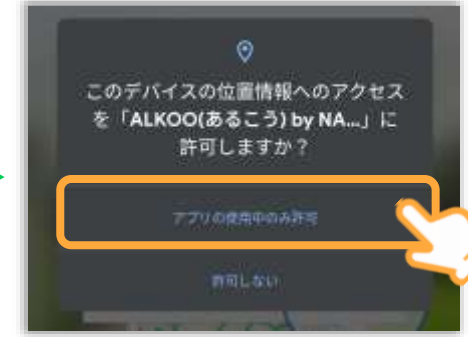 このデバイスの位置情報へのアクセス
を「ALKOO(あるこう) by NA...」に
許可しますか？
アプリの使用中のみ許可
許可しない